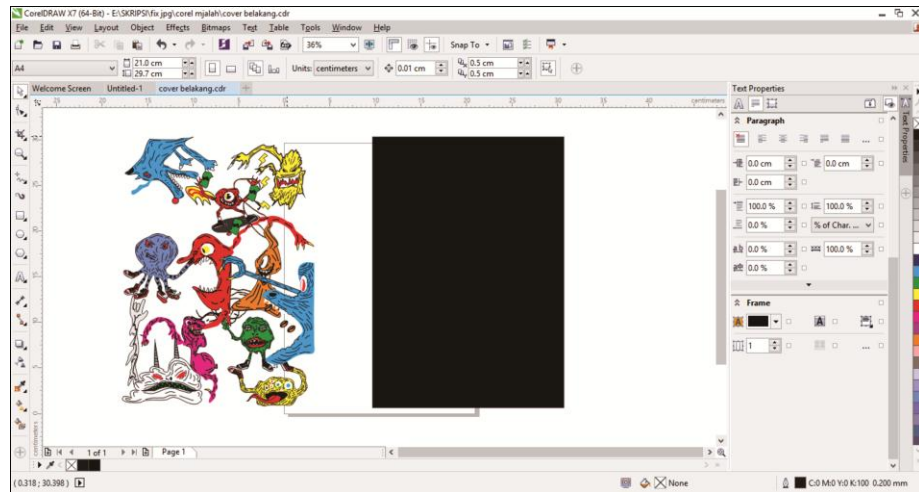 CorelDRAW X7 (64-Bit) - E:\SKRIPSI\fix jpg\corel mjalah\cover belakang.cdr
File Edit View Layout Object Effects Bitmaps Text Table Tools Window Help
36% Snap To
A4 21.0 cm 29.7 cm Units: centimeters 0.01 cm 0.5 cm 0.5 cm
Welcome Screen Untitled-1 cover belakang.cdr
Text Properties
centimeters
Paragraph
Text Properties
0.0 cm 0.0 cm
0.0 cm
100.0 % 100.0 %
0.0 % % of Char. ...
0.0 % 100.0 %
0.0 %
Frame
1
centimeters
1 of 1 Page 1
( 0.318 ; 30.398 ) None C:0 M:0 Y:0 K:100 0.200 mm